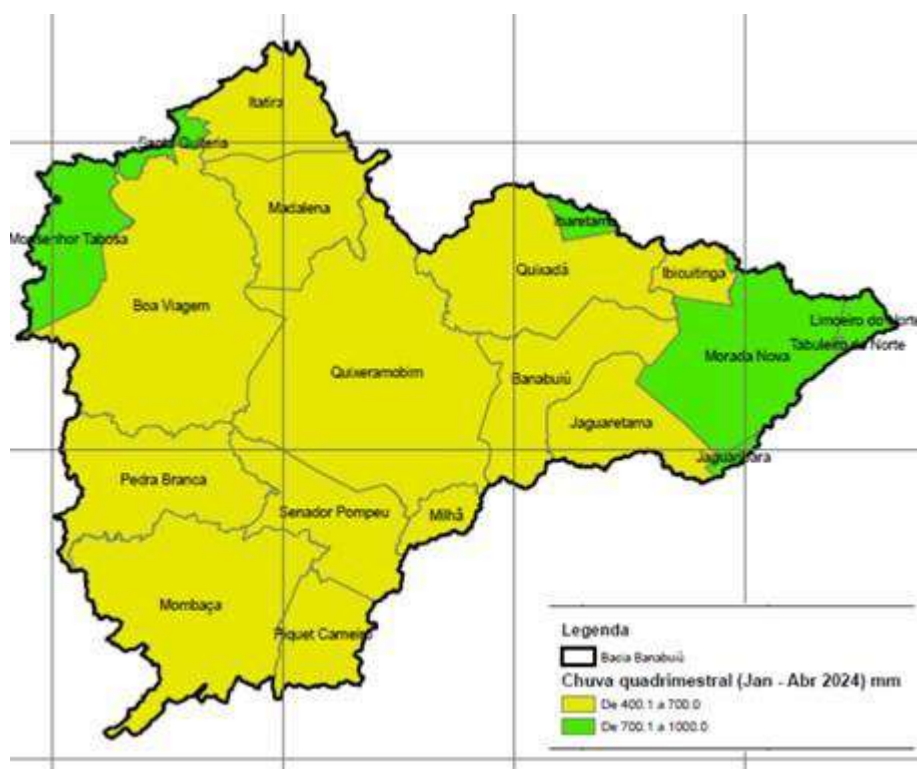 Itatira
Santa Quiteria
Madalena
Monsenhor Tabosa
Ibaretama
Quixadá
Ibicuitinga
Boa Viagem
Limoeiro do Norte
Tabuleiro do Norte
Morada Nova
Quixeramobim
Banabuiú
Jaguaretama
Jaguaribara
Pedra Branca
Senador Pompeu
Milhã
Mombaça
Piquet Carneiro
Legenda
Bacia Banabuiú
Chuva quadrimestral (Jan - Abr 2024) mm
De 400.1 a 700.0
De 700.1 a 1000.0